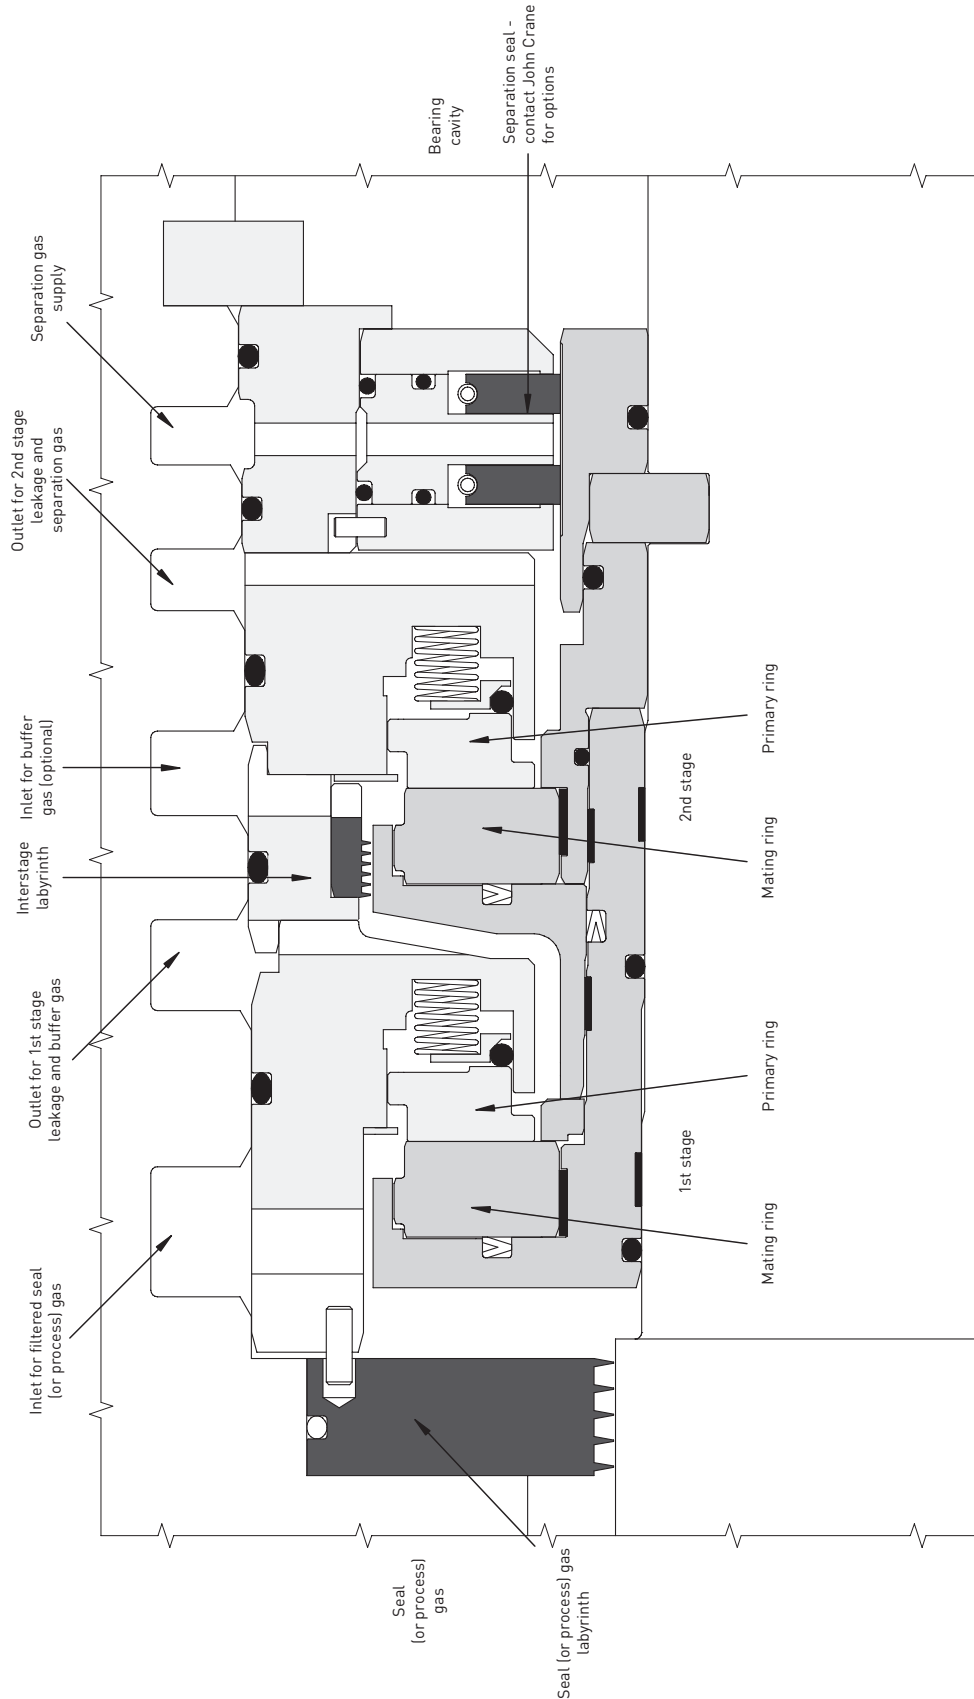 Inlet for filtered seal
(or process) gas
Outlet for 1st stage
leakage and buffer gas
Interstage
labyrinth
Inlet for buffer
gas (optional)
Outlet for 2nd stage
leakage and
separation gas
Separation gas
supply
Seal
(or process)
gas
Bearing
cavity
Seal (or process) gas
labyrinth
Separation seal -
contact John Crane
for options
1st stage
2nd stage
Mating ring
Primary ring
Mating ring
Primary ring